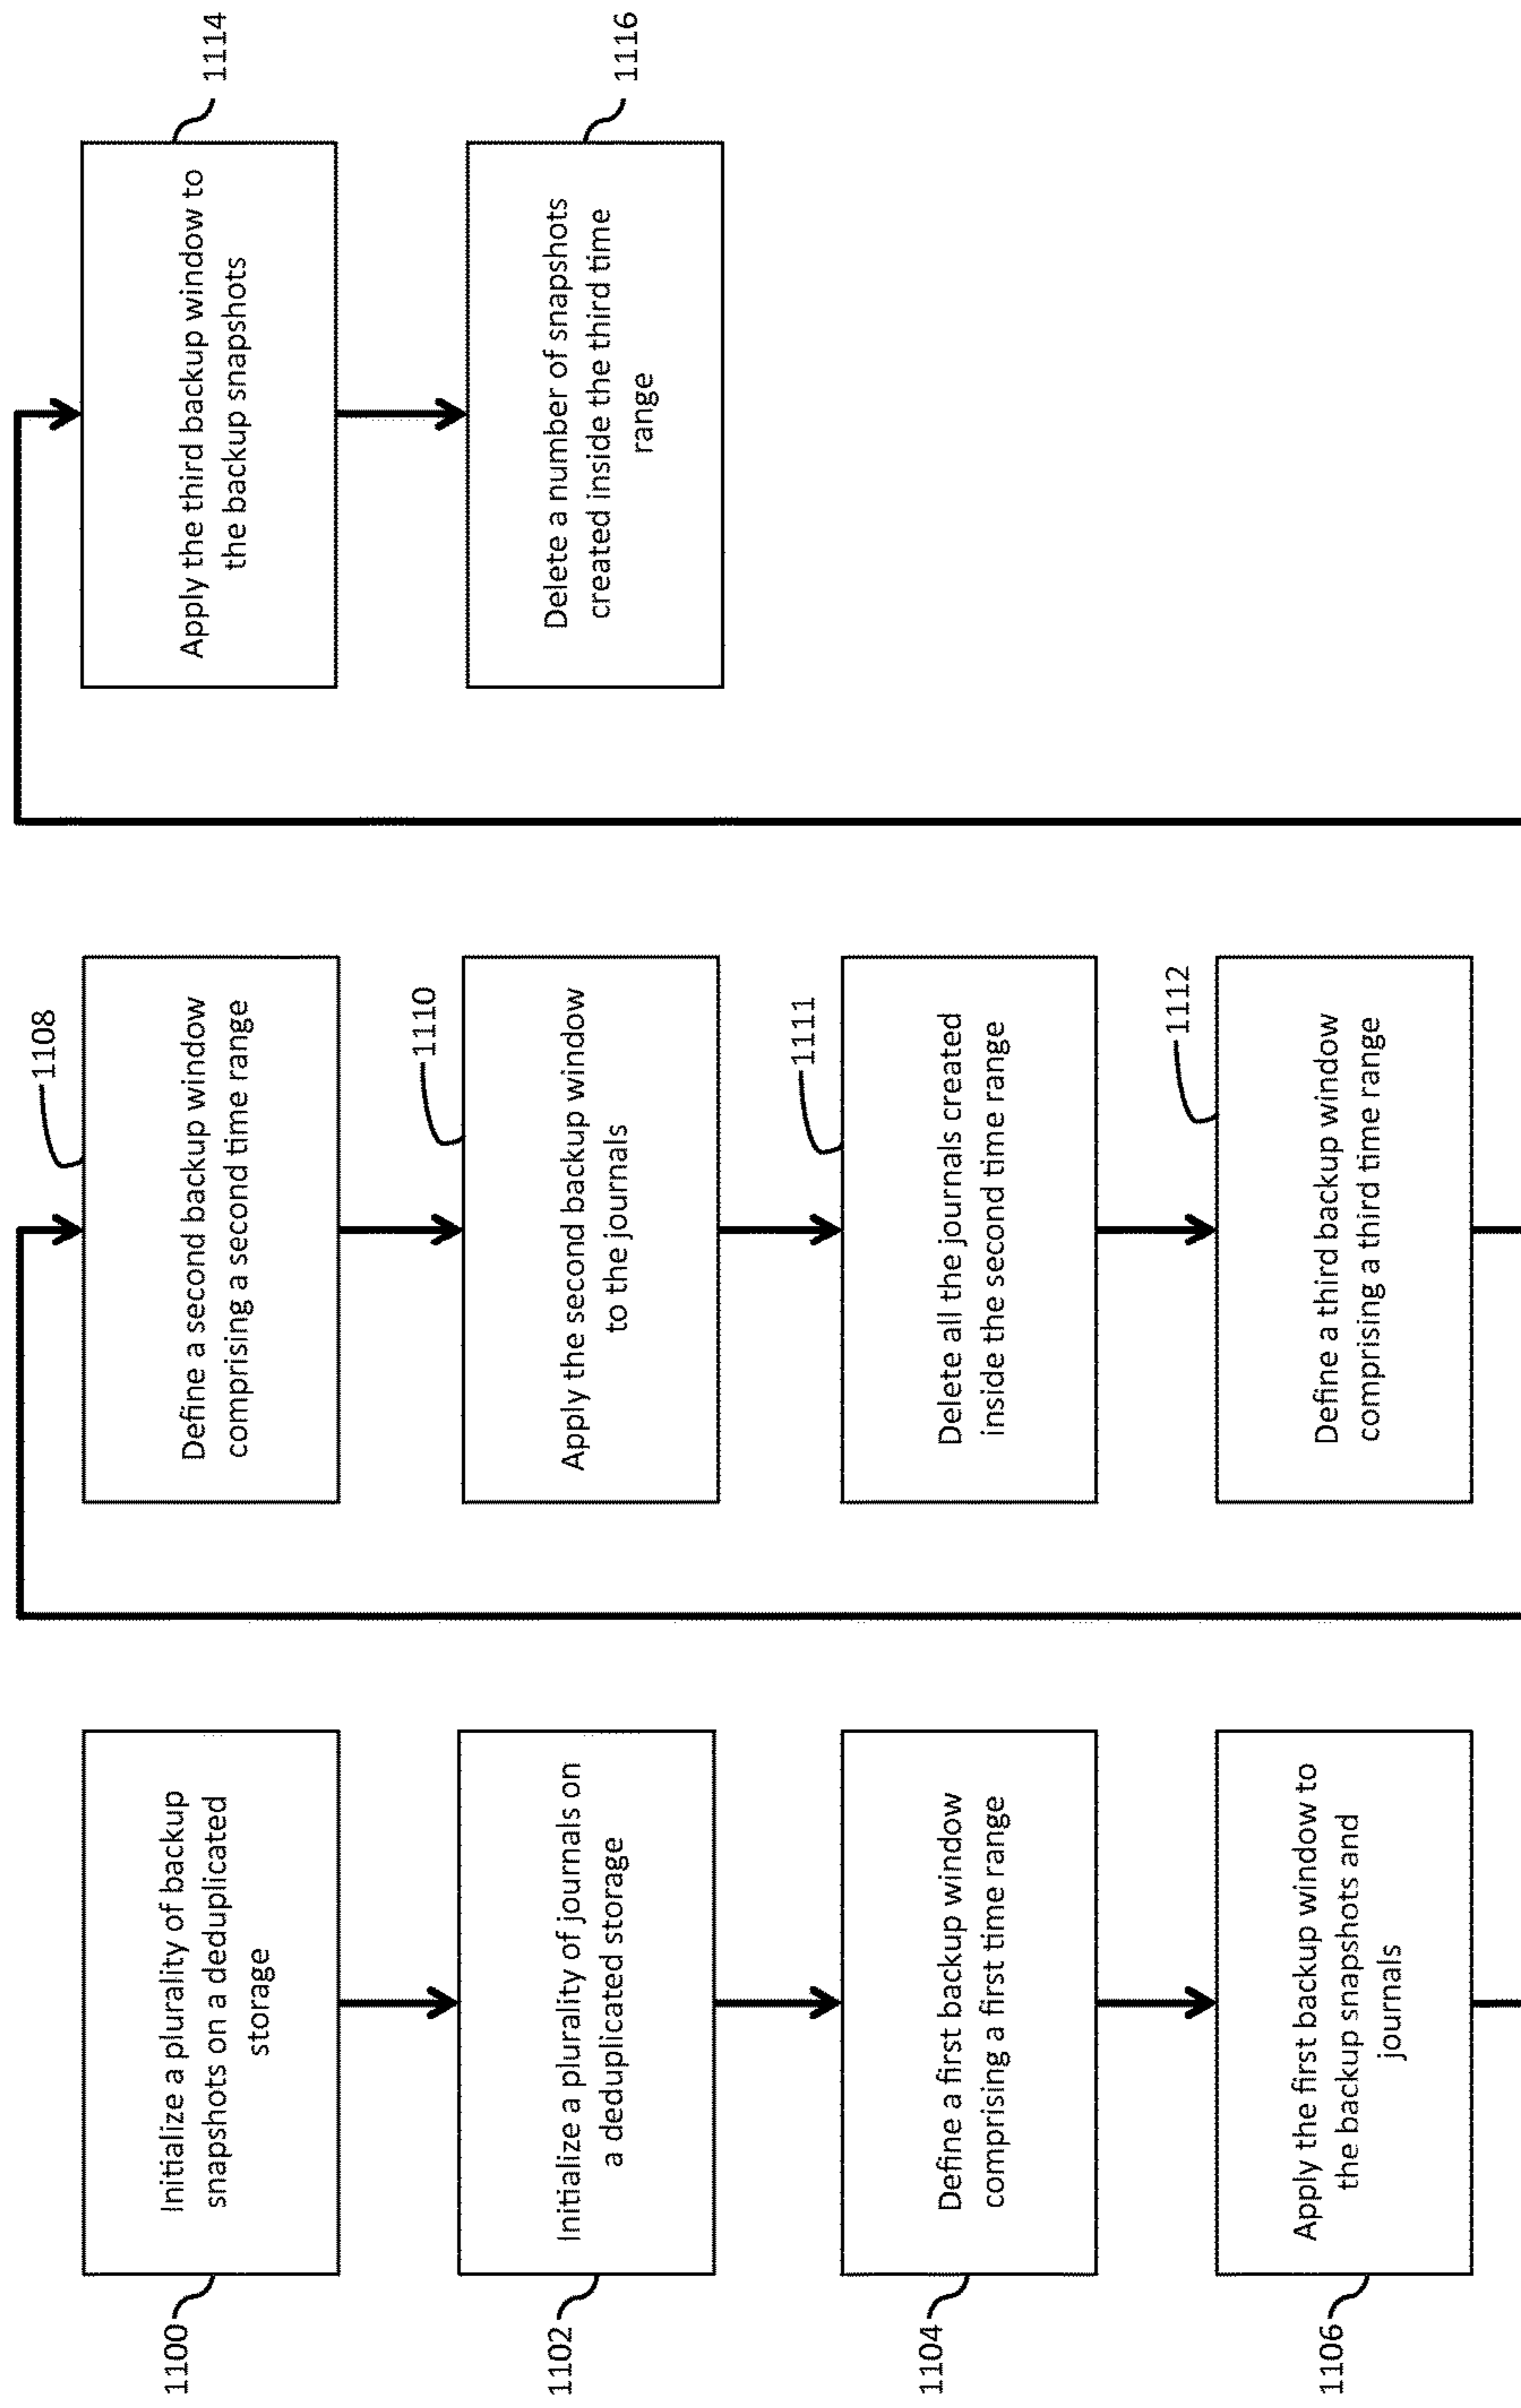 1100
Initialize a plurality of backup
snapshots on a deduplicated
storage
1102
Initialize a plurality of journals on
a deduplicated storage
1104
Define a first backup window
comprising a first time range
1106
Apply the first backup window to
the backup snapshots and
journals
1108
Define a second backup window
comprising a second time range
1110
Apply the second backup window
to the journals
1111
Delete all the journals created
inside the second time range
1112
Define a third backup window
comprising a third time range
1114
Apply the third backup window to
the backup snapshots
1116
Delete a number of snapshots
created inside the third time
range